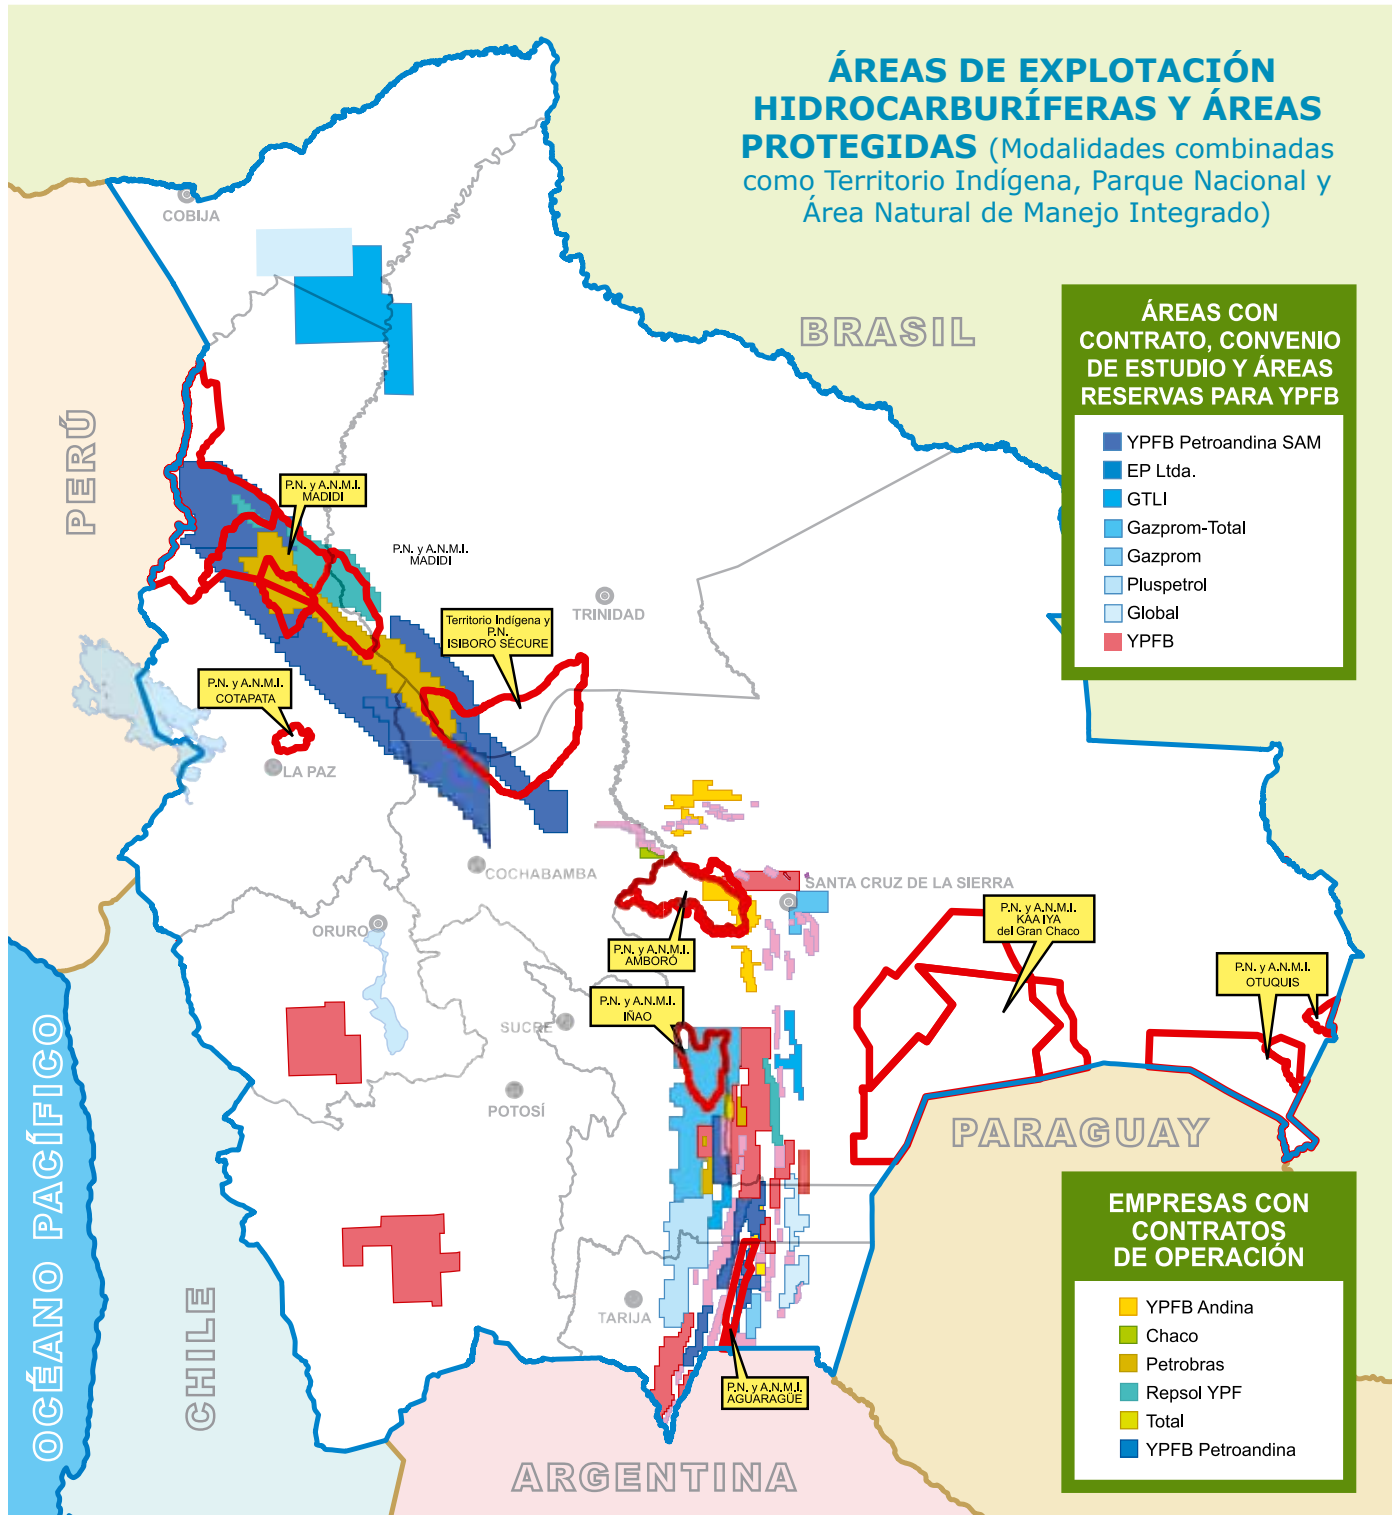 ÁREAS DE EXPLOTACIÓN
HIDROCARBURÍFERAS Y ÁREAS
PROTEGIDAS (Modalidades combinadas
como Territorio Indígena, Parque Nacional y
Área Natural de Manejo Integrado)
COBIJA
BRASIL
PERÚ
ÁREAS CON
CONTRATO, CONVENIO
DE ESTUDIO Y ÁREAS
RESERVAS PARA YPFB
YPFB Petroandina SAM
EP Ltda.
GTLI
Gazprom-Total
Gazprom
Pluspetrol
Global
YPFB
P.N. y A.N.M.I.
MADIDI
P.N. y A.N.M.I.
MADIDI
TRINIDAD
Territorio Indígena y
P.N.
ISIBORO SÉCURE
P.N. y A.N.M.I.
COTAPATA
LA PAZ
COCHABAMBA
SANTA CRUZ DE LA SIERRA
ORURO
P.N. y A.N.M.I.
AMBORÓ
P.N. y A.N.M.I.
KAA IYA
del Gran Chaco
P.N. y A.N.M.I.
OTUQUIS
P.N. y A.N.M.I.
IÑAO
SUCRE
POTOSÍ
PARAGUAY
OCÉANO PACÍFICO
CHILE
TARIJA
P.N. y A.N.M.I.
AGUARAGÜE
ARGENTINA
EMPRESAS CON
CONTRATOS
DE OPERACIÓN
YPFB Andina
Chaco
Petrobras
Repsol YPF
Total
YPFB Petroandina